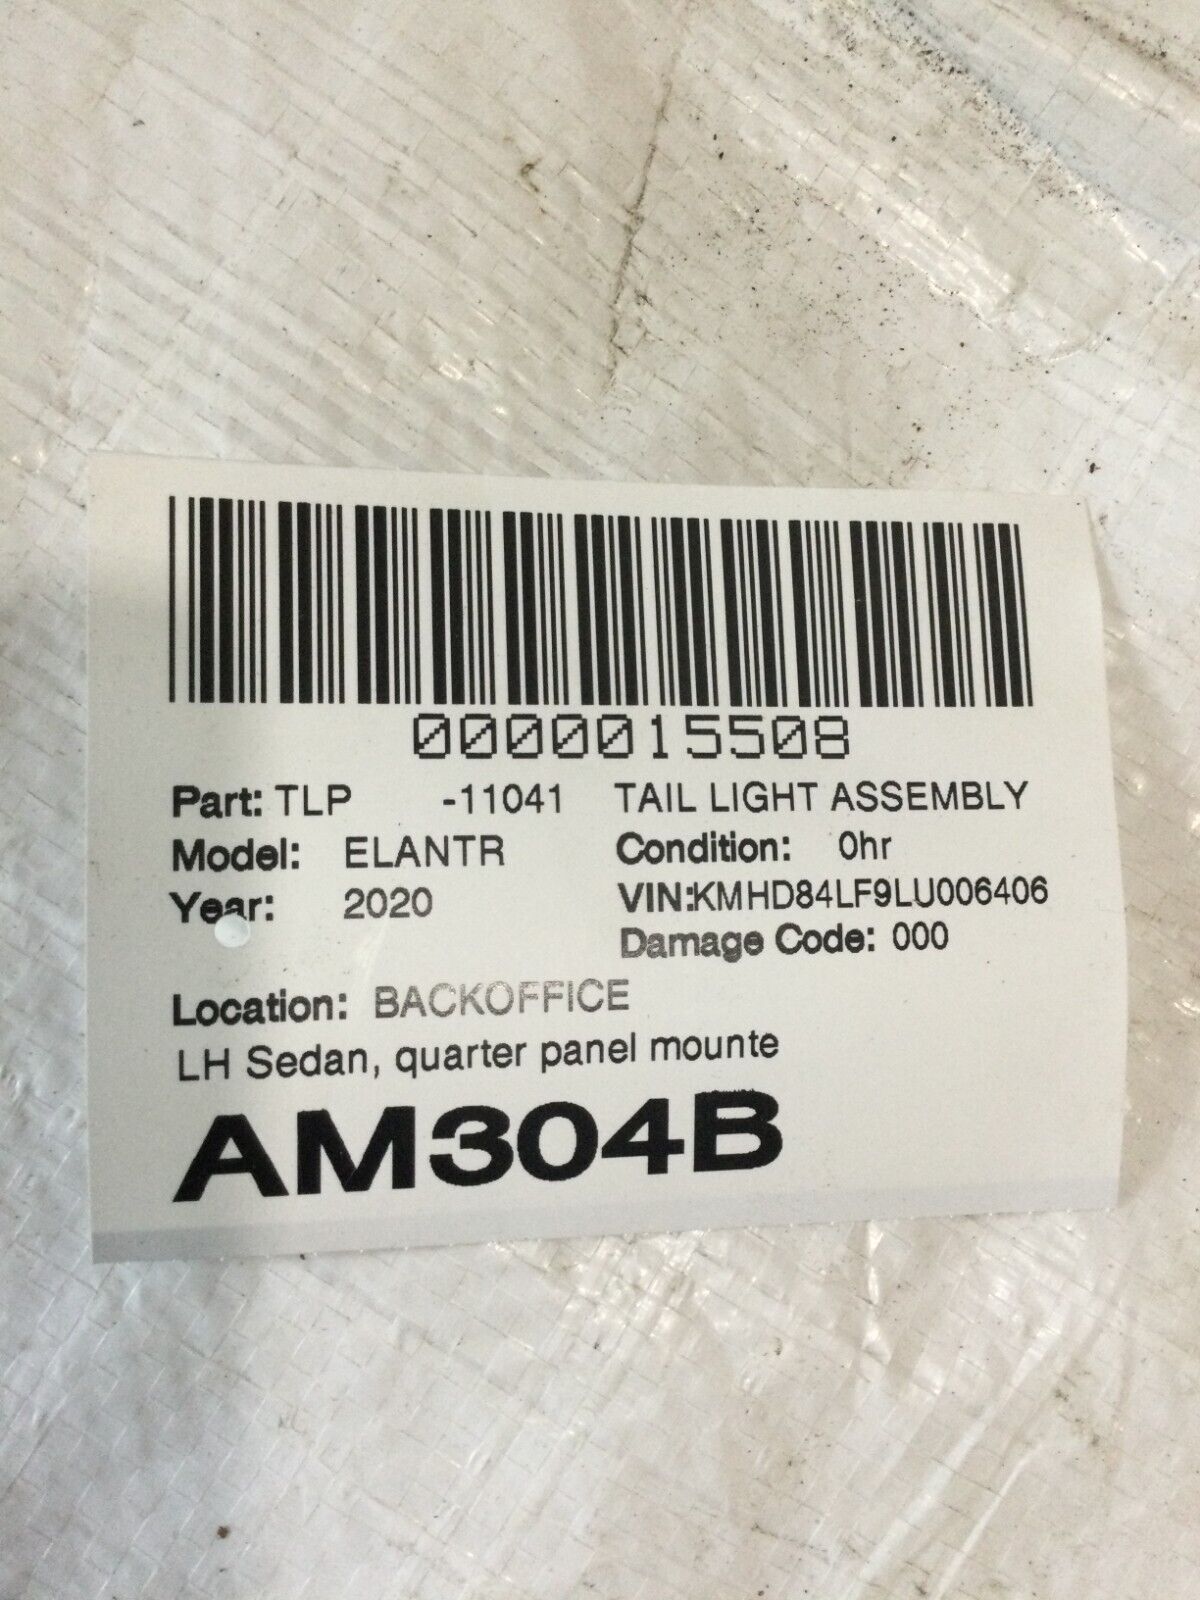 0000015508
Part: TLP -11041 TAIL LIGHT ASSEMBLY
Model: ELANTR Condition: 0hr
Year: 2020 VIN:KMHD84LF9LU006406
Damage Code: 000
Location: BACKOFFICE
LH Sedan, quarter panel mounte
AM304B